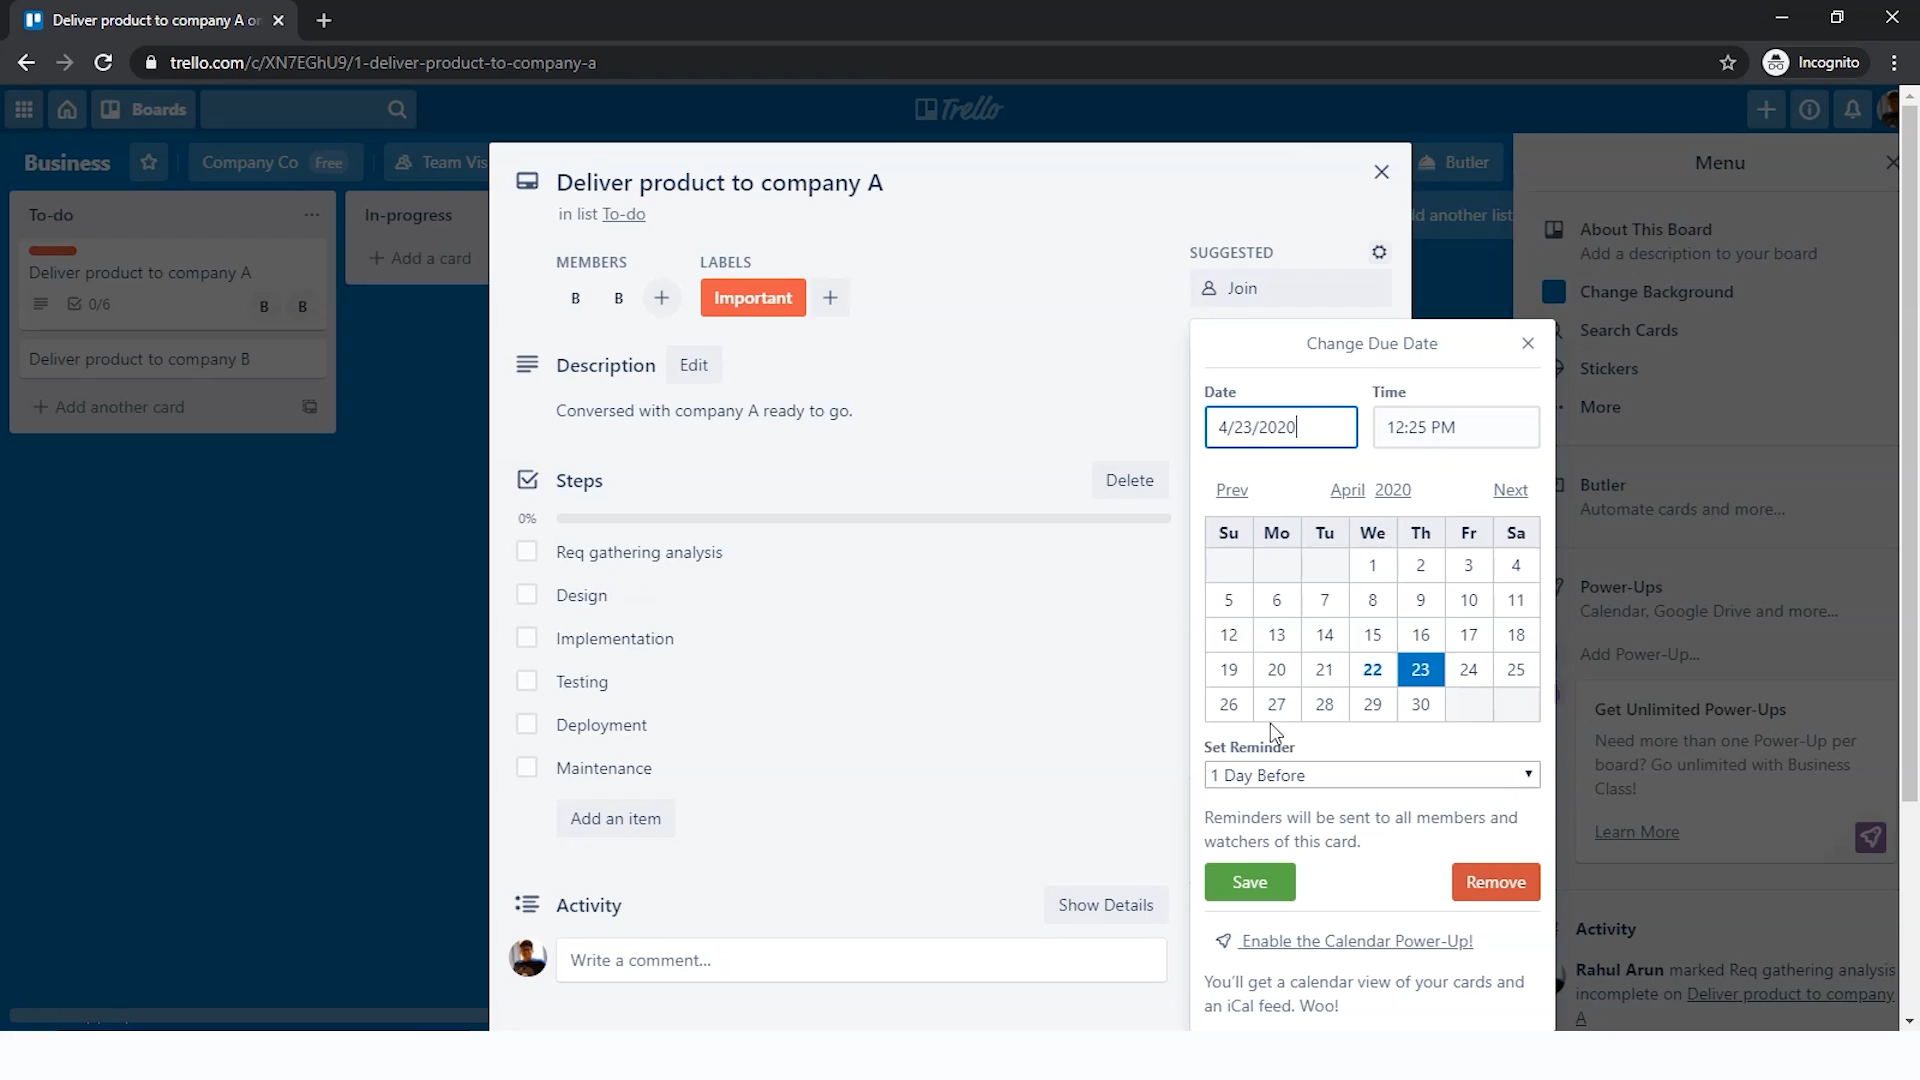 Deliver product to company A or
trello.com/c/XN7EGhU9/1-deliver-product-to-company-a
Incognito
Boards
Trello
Business
Company Co Free
Team Vis
Butler
Menu
To-do
Deliver product to company A
0/6
B B
Deliver product to company B
+ Add another card
In-progress
+ Add a card
ld another list
Deliver product to company A
in list To-do
MEMBERS
B B +
LABELS
Important +
Description Edit
Conversed with company A ready to go.
Steps Delete
0%
Req gathering analysis
Design
Implementation
Testing
Deployment
Maintenance
Add an item
Activity Show Details
Write a comment...
SUGGESTED
Join
Change Due Date
Date Time
4/23/2020 12:25 PM
Prev April 2020 Next
Su Mo Tu We Th Fr Sa
1 2 3 4
5 6 7 8 9 10 11
12 13 14 15 16 17 18
19 20 21 22 23 24 25
26 27 28 29 30
Set Reminder
1 Day Before
Reminders will be sent to all members and
watchers of this card.
Save Remove
Enable the Calendar Power-Up!
You'll get a calendar view of your cards and
an iCal feed. Woo!
About This Board
Add a description to your board
Change Background
Search Cards
Stickers
More
Butler
Automate cards and more...
Power-Ups
Calendar, Google Drive and more...
Add Power-Up...
Get Unlimited Power-Ups
Need more than one Power-Up per
board? Go unlimited with Business
Class!
Learn More
Activity
Rahul Arun marked Req gathering analysis
incomplete on Deliver product to company
A